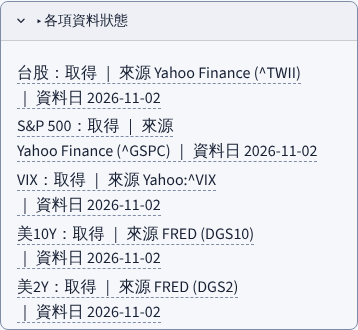 各項資料狀態
台股：取得 ｜ 來源 Yahoo Finance (^TWII)
｜ 資料日 2026-11-02
S&P 500：取得 ｜ 來源
Yahoo Finance (^GSPC) ｜ 資料日 2026-11-02
VIX：取得 ｜ 來源 Yahoo:^VIX
｜ 資料日 2026-11-02
美10Y：取得 ｜ 來源 FRED (DGS10)
｜ 資料日 2026-11-02
美2Y：取得 ｜ 來源 FRED (DGS2)
｜ 資料日 2026-11-02